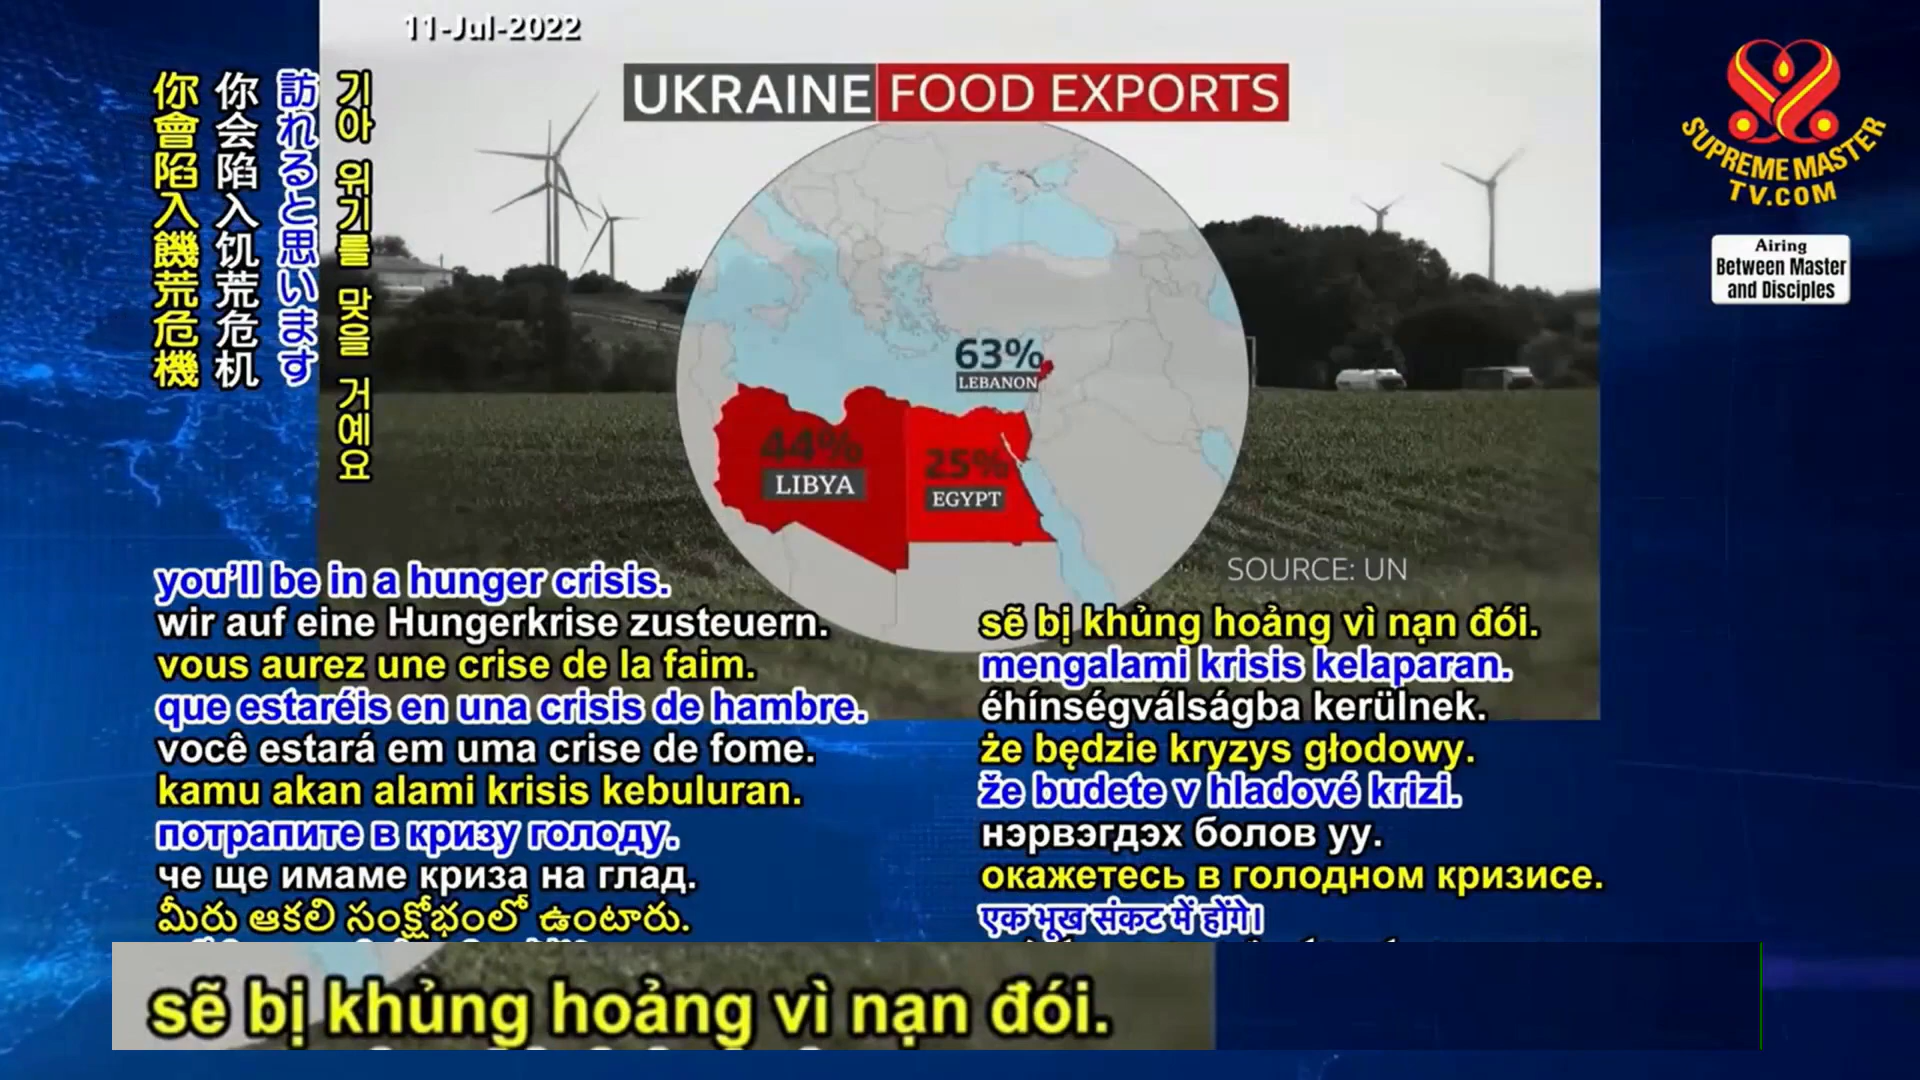 11-Jul-2022
UKRAINE FOOD EXPORTS
SUPREME MASTER
TV.COM
Airing
Between Master
and Disciples
기아 위기를 맞을 거예요
訪れると思います
你会陷入饥荒危机
你會陷入饑荒危機
63%
LEBANON
44%
LIBYA
25%
EGYPT
SOURCE: UN
you'll be in a hunger crisis.
wir auf eine Hungerkrise zusteuern.
vous aurez une crise de la faim.
que estaréis en una crisis de hambre.
você estará em uma crise de fome.
kamu akan alami krisis kebuluran.
потрапите в кризу голоду.
че ще имаме криза на глад.
మీరు ఆకలి సంక్షోభంలో ఉంటారు.
sẽ bị khủng hoảng vì nạn đói.
mengalami krisis kelaparan.
éhínségválságba kerülnek.
że będzie kryzys głodowy.
že budete v hladové krizi.
нэрвэгдэх болов уу.
окажетесь в голодном кризисе.
एक भूख संकट में होंगे।
sẽ bị khủng hoảng vì nạn đói.